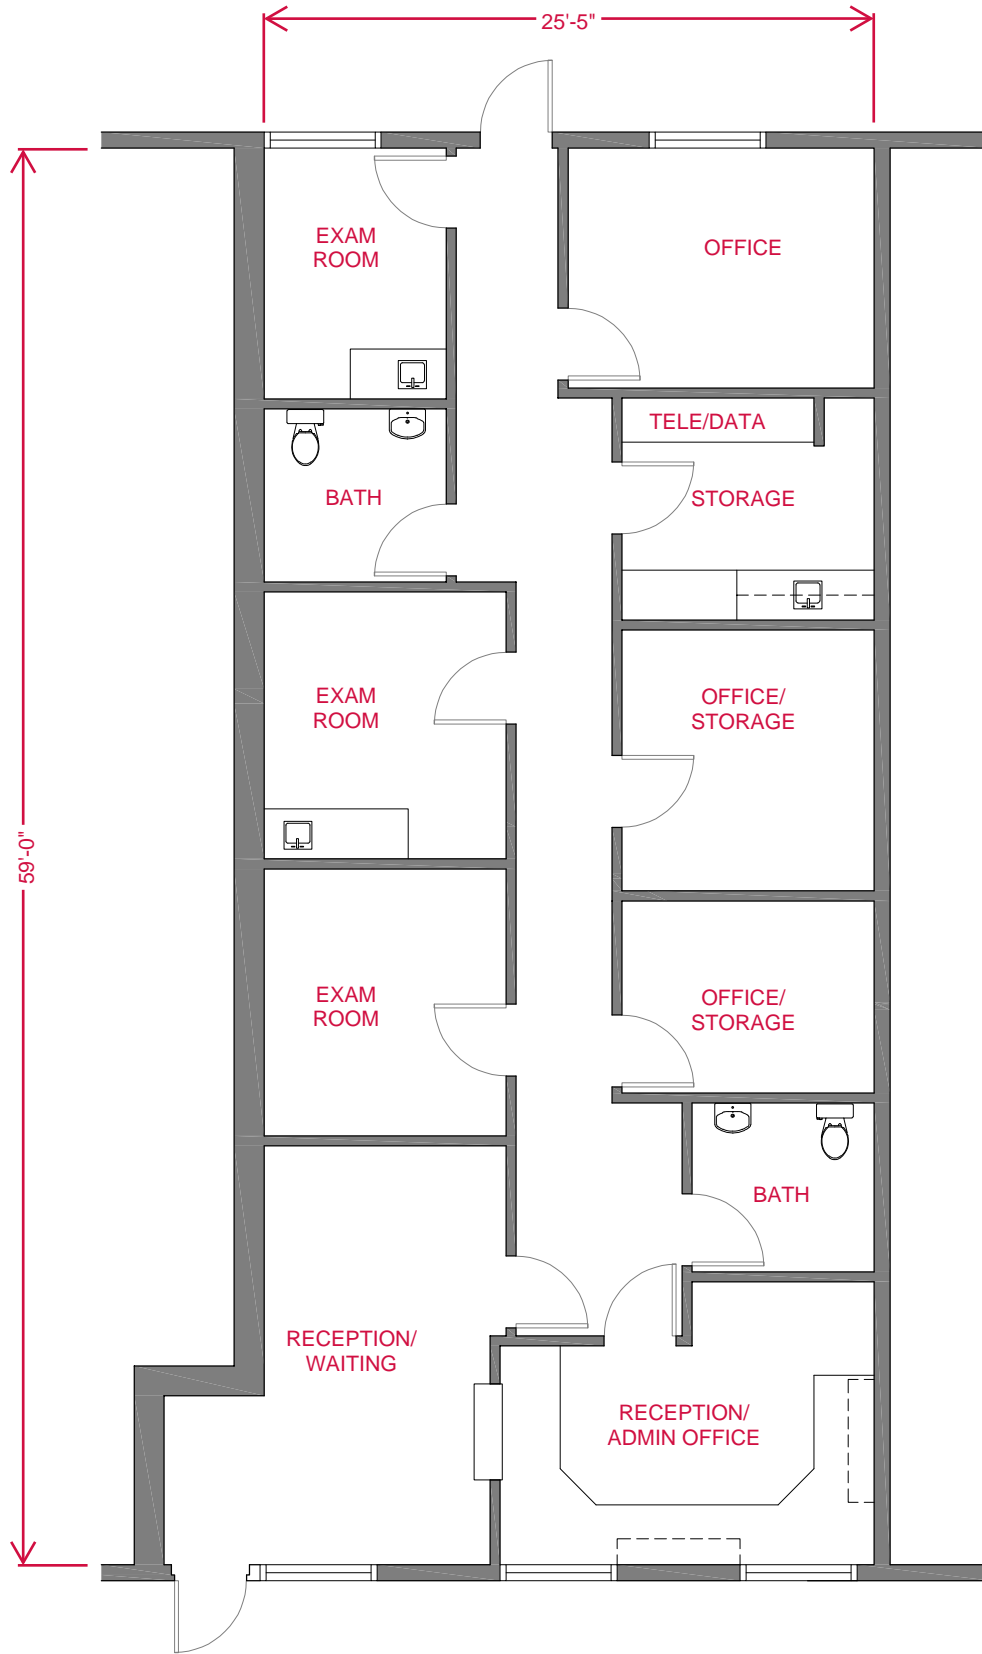 25'-5"
EXAM
ROOM
OFFICE
TELE/DATA
BATH
STORAGE
EXAM
ROOM
OFFICE/
STORAGE
59'-0"
EXAM
ROOM
OFFICE/
STORAGE
BATH
RECEPTION/
WAITING
RECEPTION/
ADMIN OFFICE